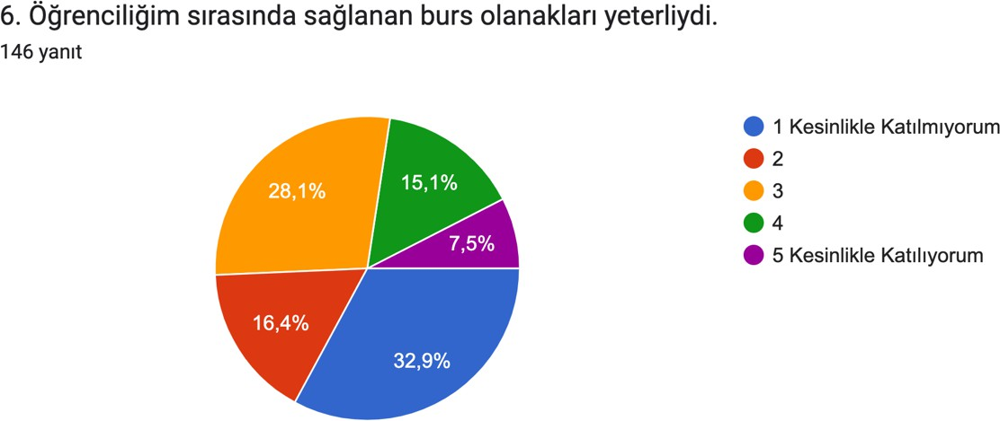 6. Öğrenciliğim sırasında sağlanan burs olanakları yeterliydi.
146 yanıt
28,1%
15,1%
7,5%
16,4%
32,9%
1 Kesinlikle Katılmıyorum
2
3
4
5 Kesinlikle Katılıyorum